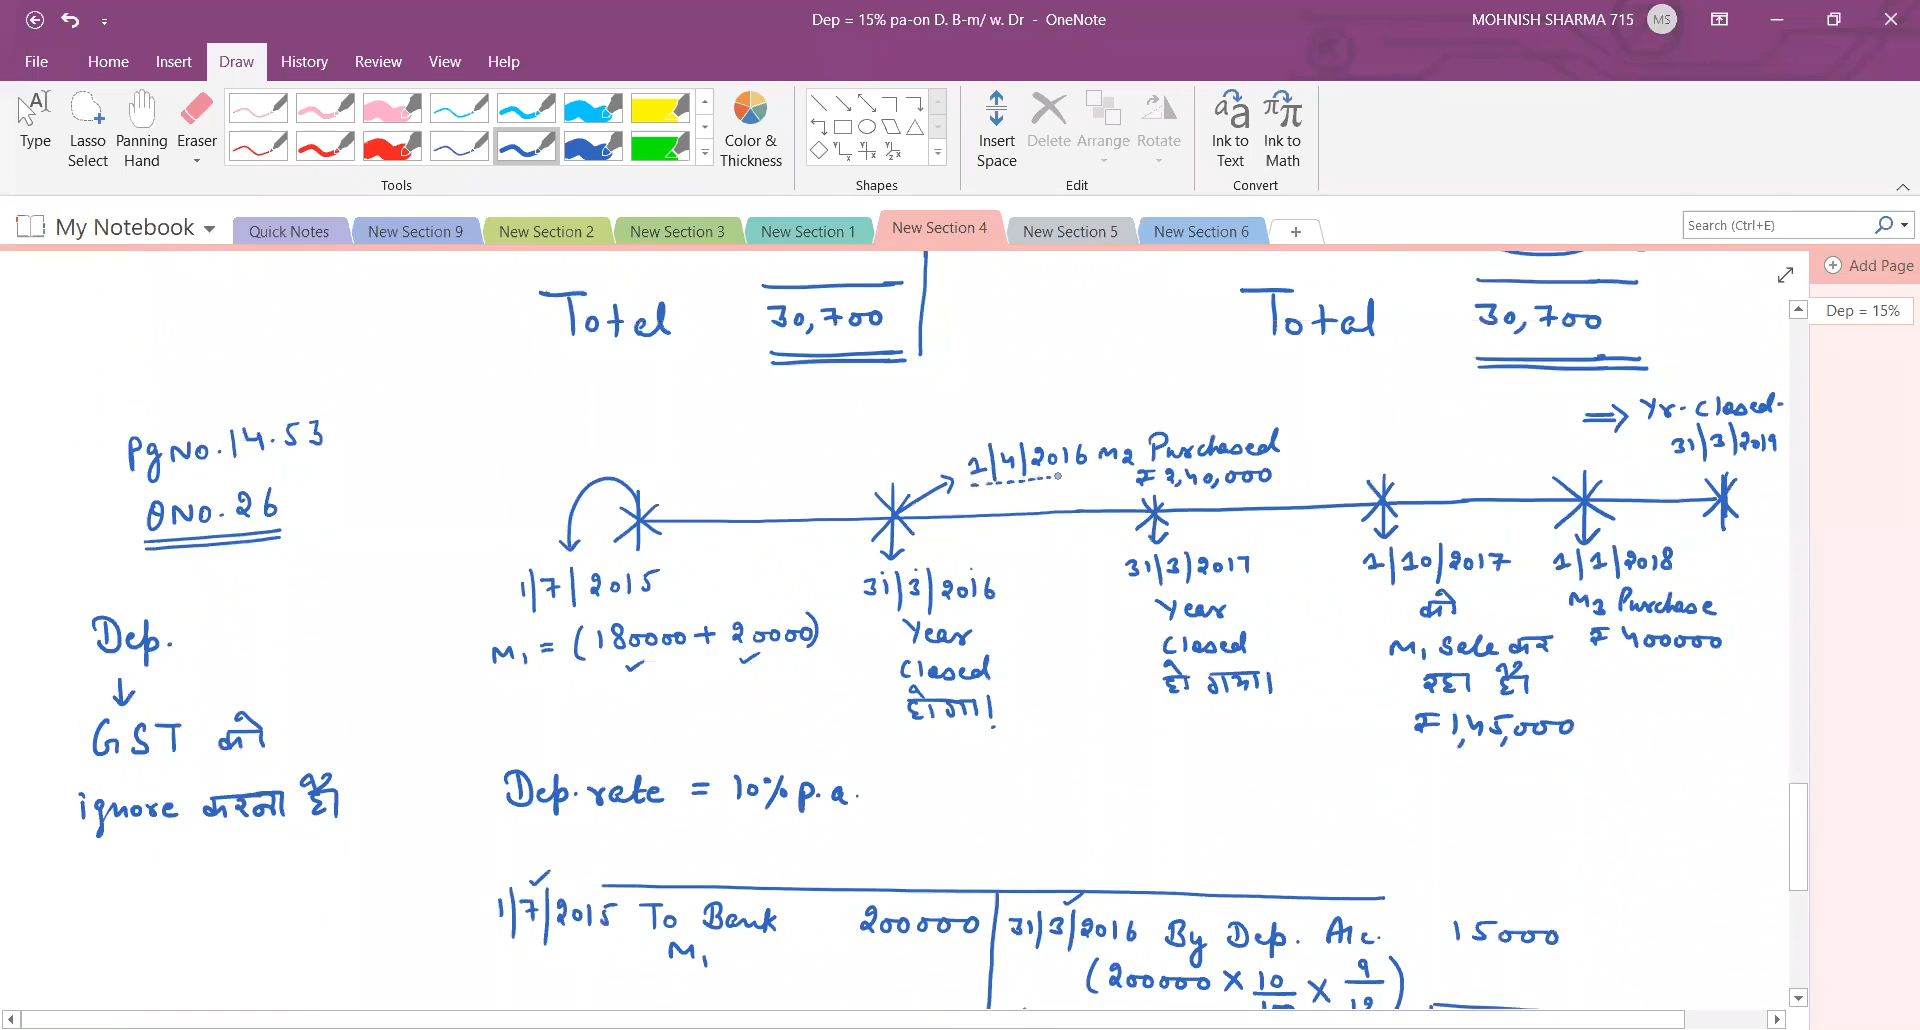 Dep = 15% pa-on D. B-m/ w. Dr - OneNote
MOHNISH SHARMA 715
MS
File Home Insert Draw History Review View Help
Type
Lasso Select
Panning Hand
Eraser
Color & Thickness
Insert Space
Delete
Arrange
Rotate
Ink to Text
Ink to Math
Tools
Shapes
Edit
Convert
My Notebook
Quick Notes
New Section 9
New Section 2
New Section 3
New Section 1
New Section 4
New Section 5
New Section 6
Search (Ctrl+E)
Add Page
Dep = 15%
Total 30,700
Total 30,700
⇒ Yr. Closed-
31|3|2019
Pg No. 14.53
Q No. 26
1|4|2016 M2 Purchased
₹ 2,40,000
1|7|2015
M1 = (180000 + 20000)
31|3|2016
Year
Closed
होगा।
31|3|2017
Year
Closed
हो गया।
1|10|2017
को
M1 Sale कर
रहा है
₹ 1,45,000
1|1|2018
M3 Purchase
₹ 400000
Dep.
↓
GST को
ignore करना है।
Dep. rate = 10% p.a.
1|7|2015 To Bank 200000
M1
31|3|2016 By Dep. A/c. 15000
(200000 × 10/100 × 9/12)